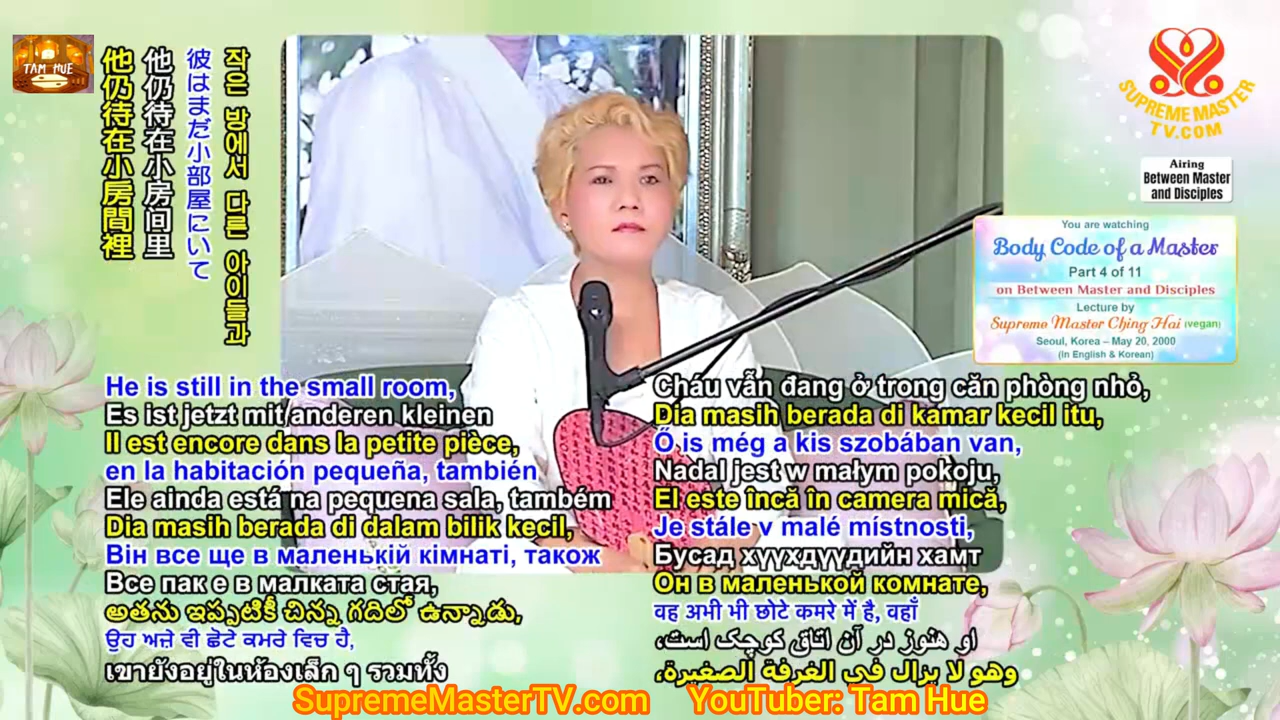 TAM HUE
他仍待在小房間裡
他仍待在小房间里
彼はまだ小部屋にいて
작은 방에서 다른 아이들과
SUPREME MASTER
TV.COM
Airing
Between Master
and Disciples
You are watching
Body Code of a Master
Part 4 of 11
on Between Master and Disciples
Lecture by
Supreme Master Ching Hai (vegan)
Seoul, Korea – May 20, 2000
(In English & Korean)
He is still in the small room,
Es ist jetzt mit anderen kleinen
Il est encore dans la petite pièce,
en la habitación pequeña, también
Ele ainda está na pequena sala, também
Dia masih berada di dalam bilik kecil,
Він все ще в маленькій кімнаті, також
Все пак е в малката стая,
అతను ఇప్పటికీ చిన్న గదిలో ఉన్నాడు,
ਉਹ ਅਜੇ ਵੀ ਛੋਟੇ ਕਮਰੇ ਵਿਚ ਹੈ,
เขายังอยู่ในห้องเล็ก ๆ รวมทั้ง
Cháu vẫn đang ở trong căn phòng nhỏ,
Dia masih berada di kamar kecil itu,
Ő is még a kis szobában van,
Nadal jest w małym pokoju,
El este încă în camera mică,
Je stále v malé místnosti,
Бусад хүүхдүүдийн хамт
Он в маленькой комнате,
वह अभी भी छोटे कमरे में है, वहाँ
او هنوز در آن اتاق کوچک است،
وهو لا يزال في الغرفة الصغيرة،
SupremeMasterTV.com YouTuber: Tam Hue